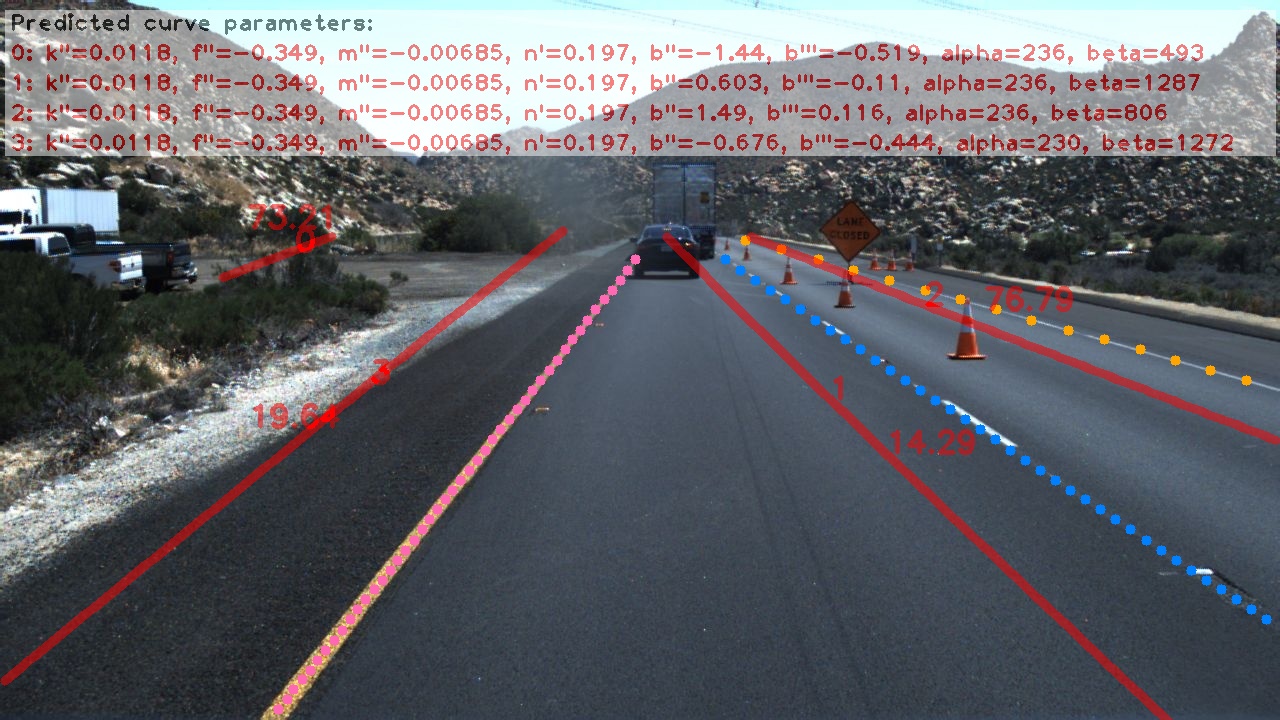 Predicted curve parameters:
0: k''=0.0118, f''=-0.349, m''=-0.00685, n'=0.197, b''=-1.44, b'''=-0.519, alpha=236, beta=493
1: k''=0.0118, f''=-0.349, m''=-0.00685, n'=0.197, b''=0.603, b'''=-0.11, alpha=236, beta=1287
2: k''=0.0118, f''=-0.349, m''=-0.00685, n'=0.197, b''=1.49, b'''=0.116, alpha=236, beta=806
3: k''=0.0118, f''=-0.349, m''=-0.00685, n'=0.197, b''=-0.676, b'''=-0.444, alpha=230, beta=1272
73.21
0
LANE
CLOSED
2
76.79
3
1
19.64
14.29